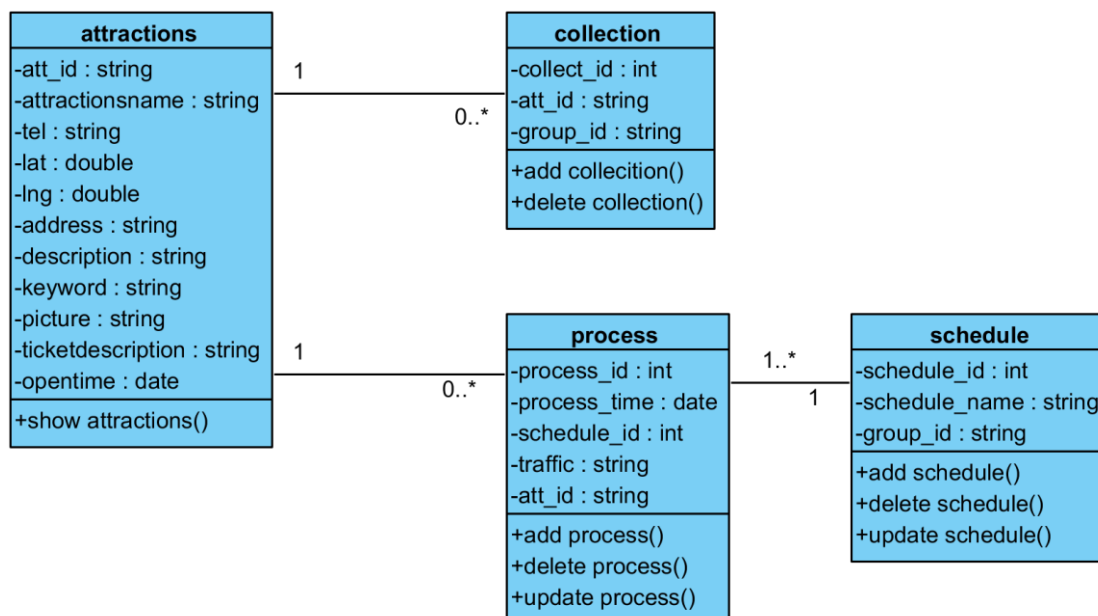 attractions
-att_id : string
-attractionsname : string
-tel : string
-lat : double
-lng : double
-address : string
-description : string
-keyword : string
-picture : string
-ticketdescription : string
-opentime : date
+show attractions()
1
0..*
collection
-collect_id : int
-att_id : string
-group_id : string
+add collecition()
+delete collection()
1
0..*
process
-process_id : int
-process_time : date
-schedule_id : int
-traffic : string
-att_id : string
+add process()
+delete process()
+update process()
1..*
1
schedule
-schedule_id : int
-schedule_name : string
-group_id : string
+add schedule()
+delete schedule()
+update schedule()